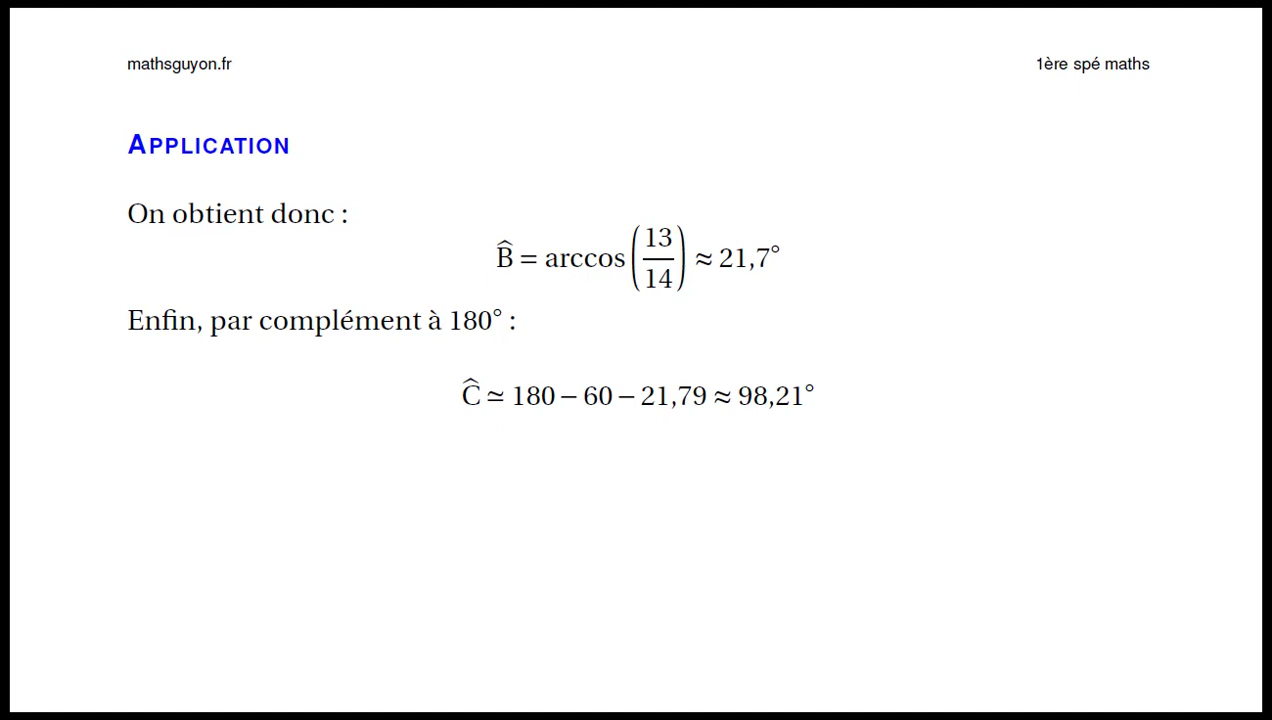 mathsguyon.fr
1ère spé maths
APPLICATION
On obtient donc :
B̂ = arccos(13/14) ≈ 21,7°
Enfin, par complément à 180° :
Ĉ ≃ 180 − 60 − 21,79 ≈ 98,21°